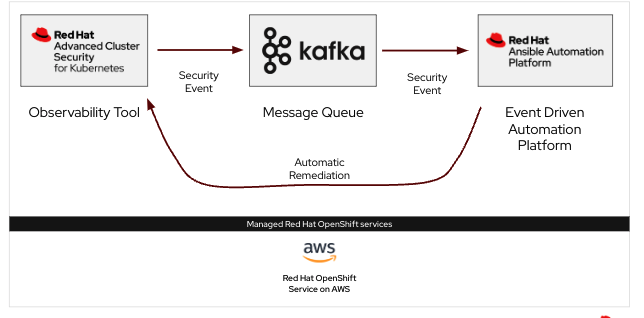 Red Hat
Advanced Cluster
Security
for Kubernetes
Security
Event
kafka
Security
Event
Red Hat
Ansible Automation
Platform
Observability Tool
Message Queue
Event Driven
Automation
Platform
Automatic
Remediation
Managed Red Hat OpenShift services
aws
Red Hat OpenShift
Service on AWS